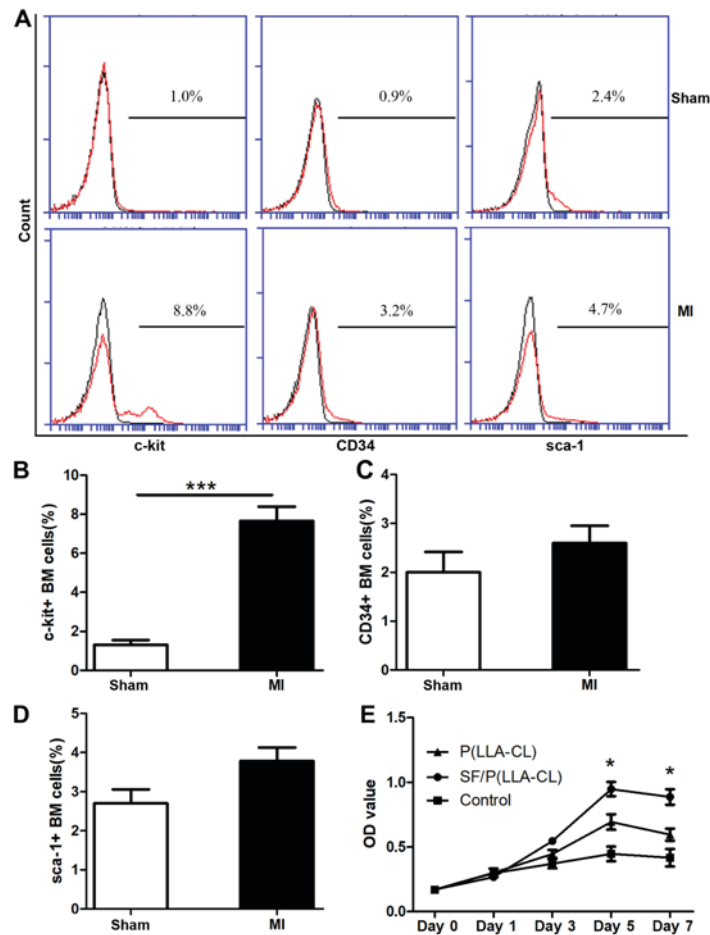 A
1.0%
0.9%
2.4%
Sham
Count
8.8%
3.2%
4.7%
MI
c-kit
CD34
sca-1
B
c-kit+ BM cells(%)
10
8
6
4
2
0
***
Sham
MI
C
CD34+ BM cells(%)
4
3
2
1
0
Sham
MI
D
sca-1+ BM cells(%)
5
4
3
2
1
0
Sham
MI
E
OD value
1.5
1.0
0.5
0.0
P(LLA-CL)
SF/P(LLA-CL)
Control
*
*
Day 0
Day 1
Day 3
Day 5
Day 7